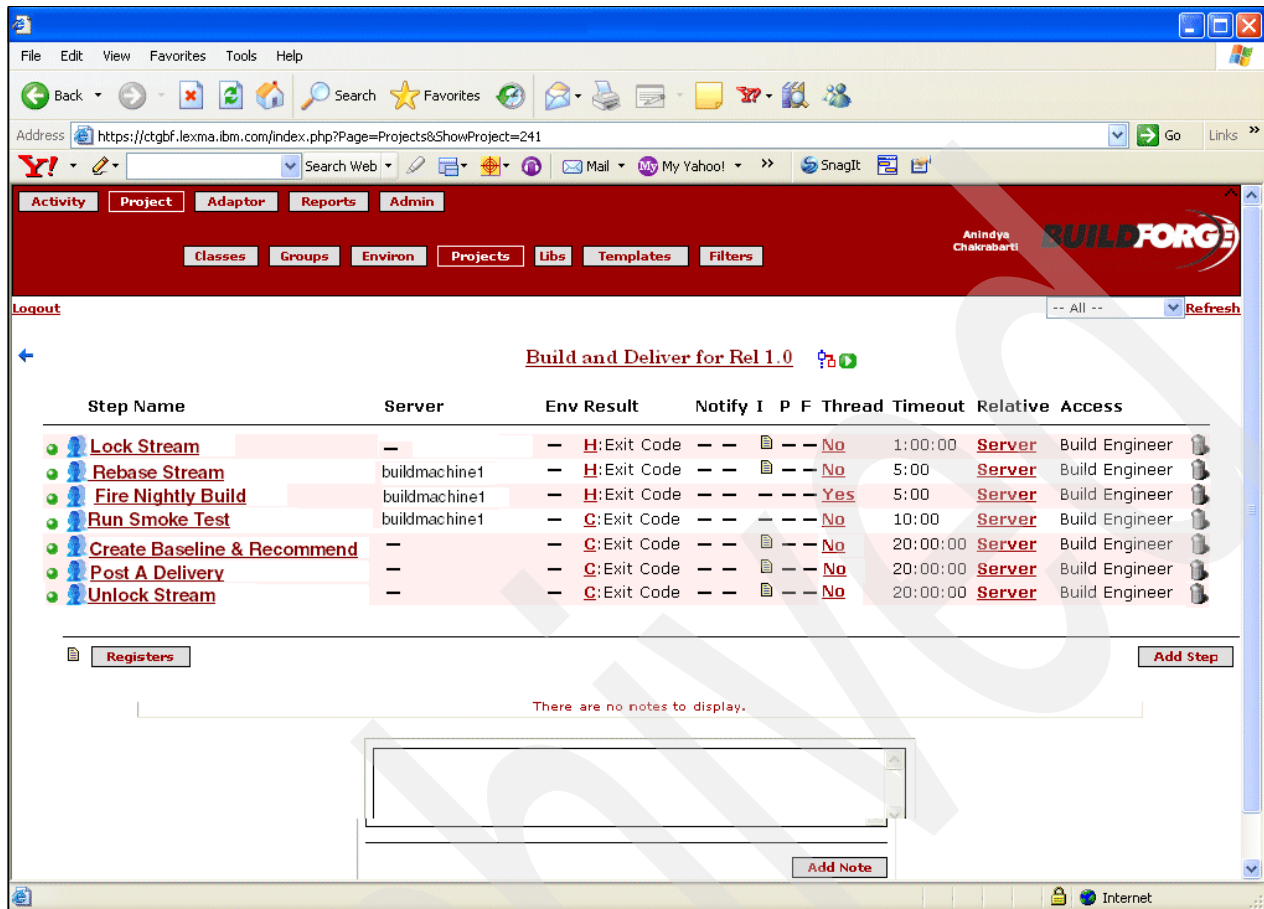 File Edit View Favorites Tools Help
Back Search Favorites
Address https://ctgbf.lexma.ibm.com/index.php?Page=Projects&ShowProject=241 Go Links »
Y! Search Web Mail My My Yahoo! » SnagIt
Activity Project Adaptor Reports Admin
Anindya
Chakrabarti
BUILDFORGE
Classes Groups Environ Projects Libs Templates Filters
Logout -- All -- Refresh
Build and Deliver for Rel 1.0
Step Name Server Env Result Notify I P F Thread Timeout Relative Access
Lock Stream – – H:Exit Code – – – – No 1:00:00 Server Build Engineer
Rebase Stream buildmachine1 – H:Exit Code – – – – No 5:00 Server Build Engineer
Fire Nightly Build buildmachine1 – H:Exit Code – – – – – Yes 5:00 Server Build Engineer
Run Smoke Test buildmachine1 – C:Exit Code – – – – – No 10:00 Server Build Engineer
Create Baseline & Recommend – – C:Exit Code – – – – No 20:00:00 Server Build Engineer
Post A Delivery – – C:Exit Code – – – – No 20:00:00 Server Build Engineer
Unlock Stream – – C:Exit Code – – – – No 20:00:00 Server Build Engineer
Registers Add Step
There are no notes to display.
Add Note
Internet